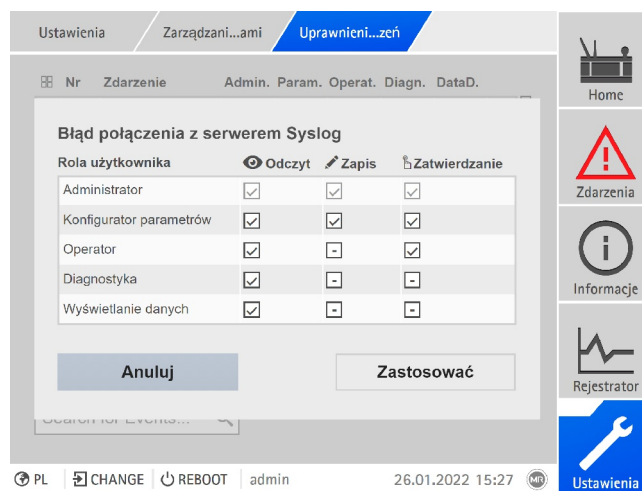 Ustawienia
Zarządzani...ami
Uprawnieni...zeń
Nr Zdarzenie Admin. Param. Operat. Diagn. DataD.
Błąd połączenia z serwerem Syslog
Rola użytkownika Odczyt Zapis Zatwierdzanie
Administrator
Konfigurator parametrów
Operator
Diagnostyka
Wyświetlanie danych
Anuluj
Zastosować
Search for Events...
PL CHANGE REBOOT admin 26.01.2022 15:27 MR
Home
Zdarzenia
Informacje
Rejestrator
Ustawienia